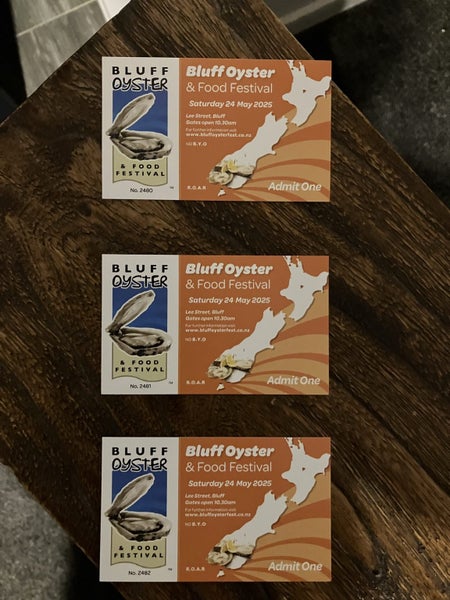 BLUFF
OYSTER
& FOOD
FESTIVAL
TM
No. 2480
Bluff Oyster
& Food Festival
Saturday 24 May 2025
Lee Street, Bluff
Gates open 10.30am
For further information visit
www.bluffoysterfest.co.nz
NO B.Y.O
R.O.A.R
Admit One
BLUFF
OYSTER
& FOOD
FESTIVAL
TM
No. 2481
Bluff Oyster
& Food Festival
Saturday 24 May 2025
Lee Street, Bluff
Gates open 10.30am
For further information visit
www.bluffoysterfest.co.nz
NO B.Y.O
R.O.A.R
Admit One
BLUFF
OYSTER
& FOOD
FESTIVAL
TM
No. 2482
Bluff Oyster
& Food Festival
Saturday 24 May 2025
Lee Street, Bluff
Gates open 10.30am
For further information visit
www.bluffoysterfest.co.nz
NO B.Y.O
R.O.A.R
Admit One